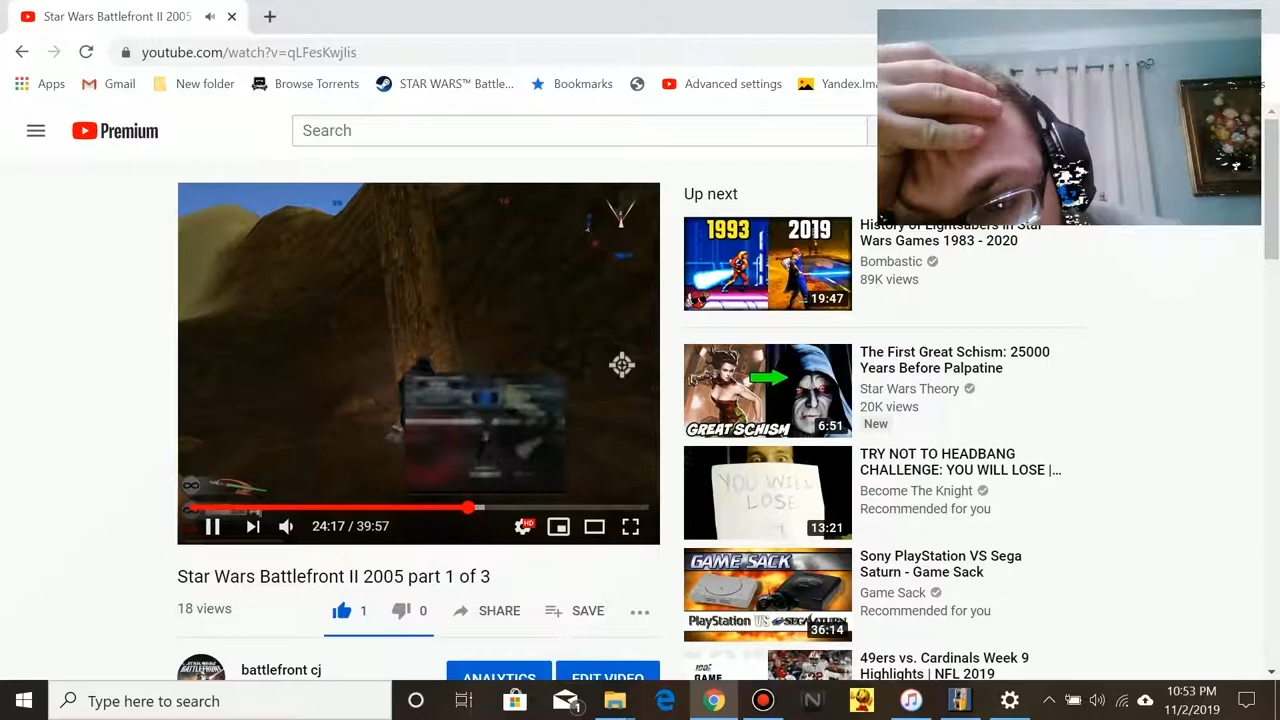 Star Wars Battlefront II 2005
youtube.com/watch?v=qLFesKwjlis
Apps Gmail New folder Browse Torrents STAR WARS™ Battle... Bookmarks Advanced settings Yandex.Im
Premium
Search
Up next
1993 2019
19:47
History of Lightsabers in Star
Wars Games 1983 - 2020
Bombastic
89K views
GREAT SCHISM
6:51
The First Great Schism: 25000
Years Before Palpatine
Star Wars Theory
20K views
New
YOU WILL
LOSE
13:21
TRY NOT TO HEADBANG
CHALLENGE: YOU WILL LOSE |...
Become The Knight
Recommended for you
GAME SACK
PlayStation VS SEGA SATURN
36:14
Sony PlayStation VS Sega
Saturn - Game Sack
Game Sack
Recommended for you
GAME
49ers vs. Cardinals Week 9
Highlights | NFL 2019
24:17 / 39:57
HD
Star Wars Battlefront II 2005 part 1 of 3
18 views
1 0 SHARE SAVE
battlefront cj
ANALYTICS EDIT VIDEO
Type here to search
1
10:53 PM
11/2/2019